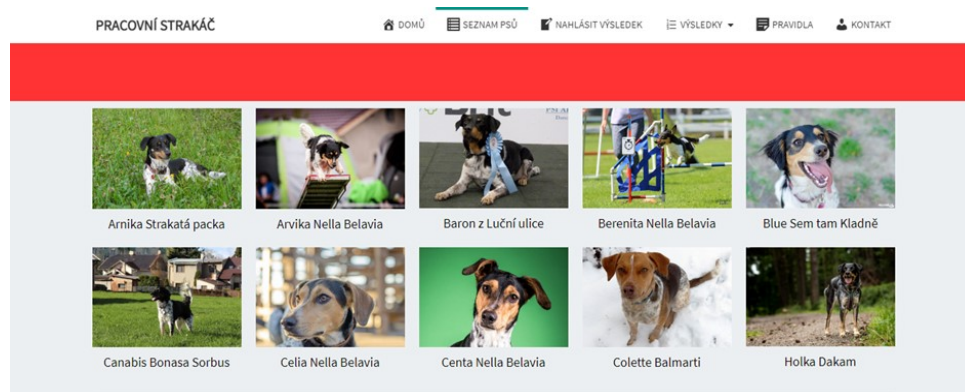 PRACOVNÍ STRAKÁČ
DOMŮ SEZNAM PSŮ NAHLÁSIT VÝSLEDEK VÝSLEDKY PRAVIDLA KONTAKT
Arnika Strakatá packa Arvika Nella Belavia Baron z Luční ulice Berenita Nella Belavia Blue Sem tam Kladně
Canabis Bonasa Sorbus Celia Nella Belavia Centa Nella Belavia Colette Balmarti Holka Dakam